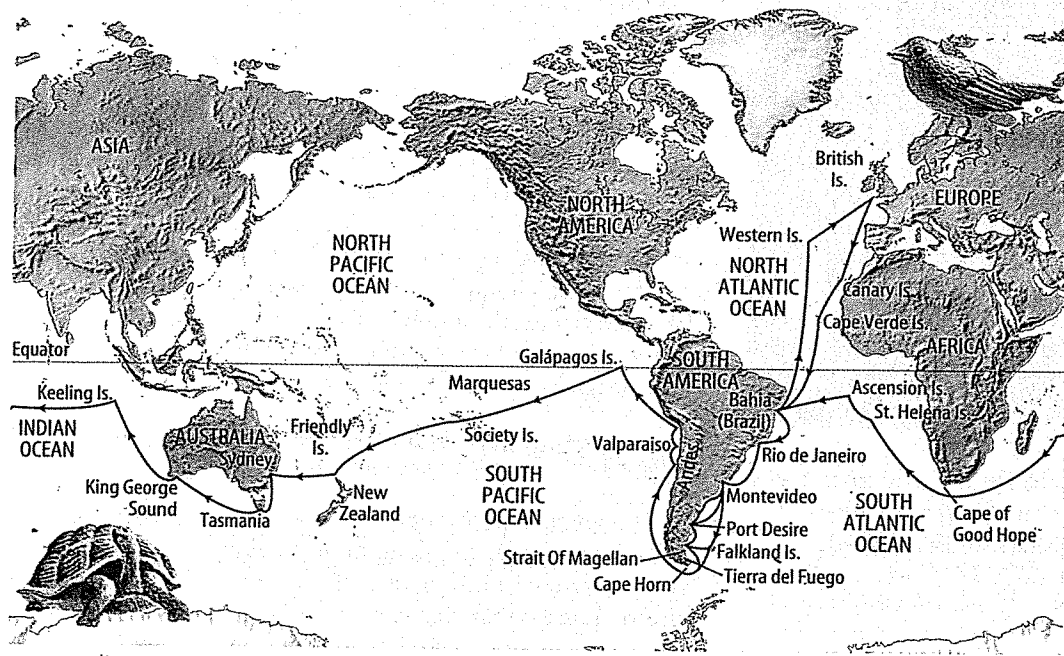 ASIA
NORTH
AMERICA
British
Is.
EUROPE
NORTH
PACIFIC
OCEAN
Western Is.
NORTH
ATLANTIC
OCEAN
Canary Is.
Cape Verde Is.
AFRICA
Equator
Galápagos Is.
SOUTH
AMERICA
Keeling Is.
Marquesas
Bahia
(Brazil)
Ascension Is.
St. Helena Is.
INDIAN
OCEAN
AUSTRALIA
Sydney
Friendly
Is.
Society Is.
Valparaiso
Andes
Rio de Janeiro
King George
Sound
Tasmania
New
Zealand
SOUTH
PACIFIC
OCEAN
Montevideo
Port Desire
Falkland Is.
SOUTH
ATLANTIC
OCEAN
Cape of
Good Hope
Strait Of Magellan
Cape Horn
Tierra del Fuego